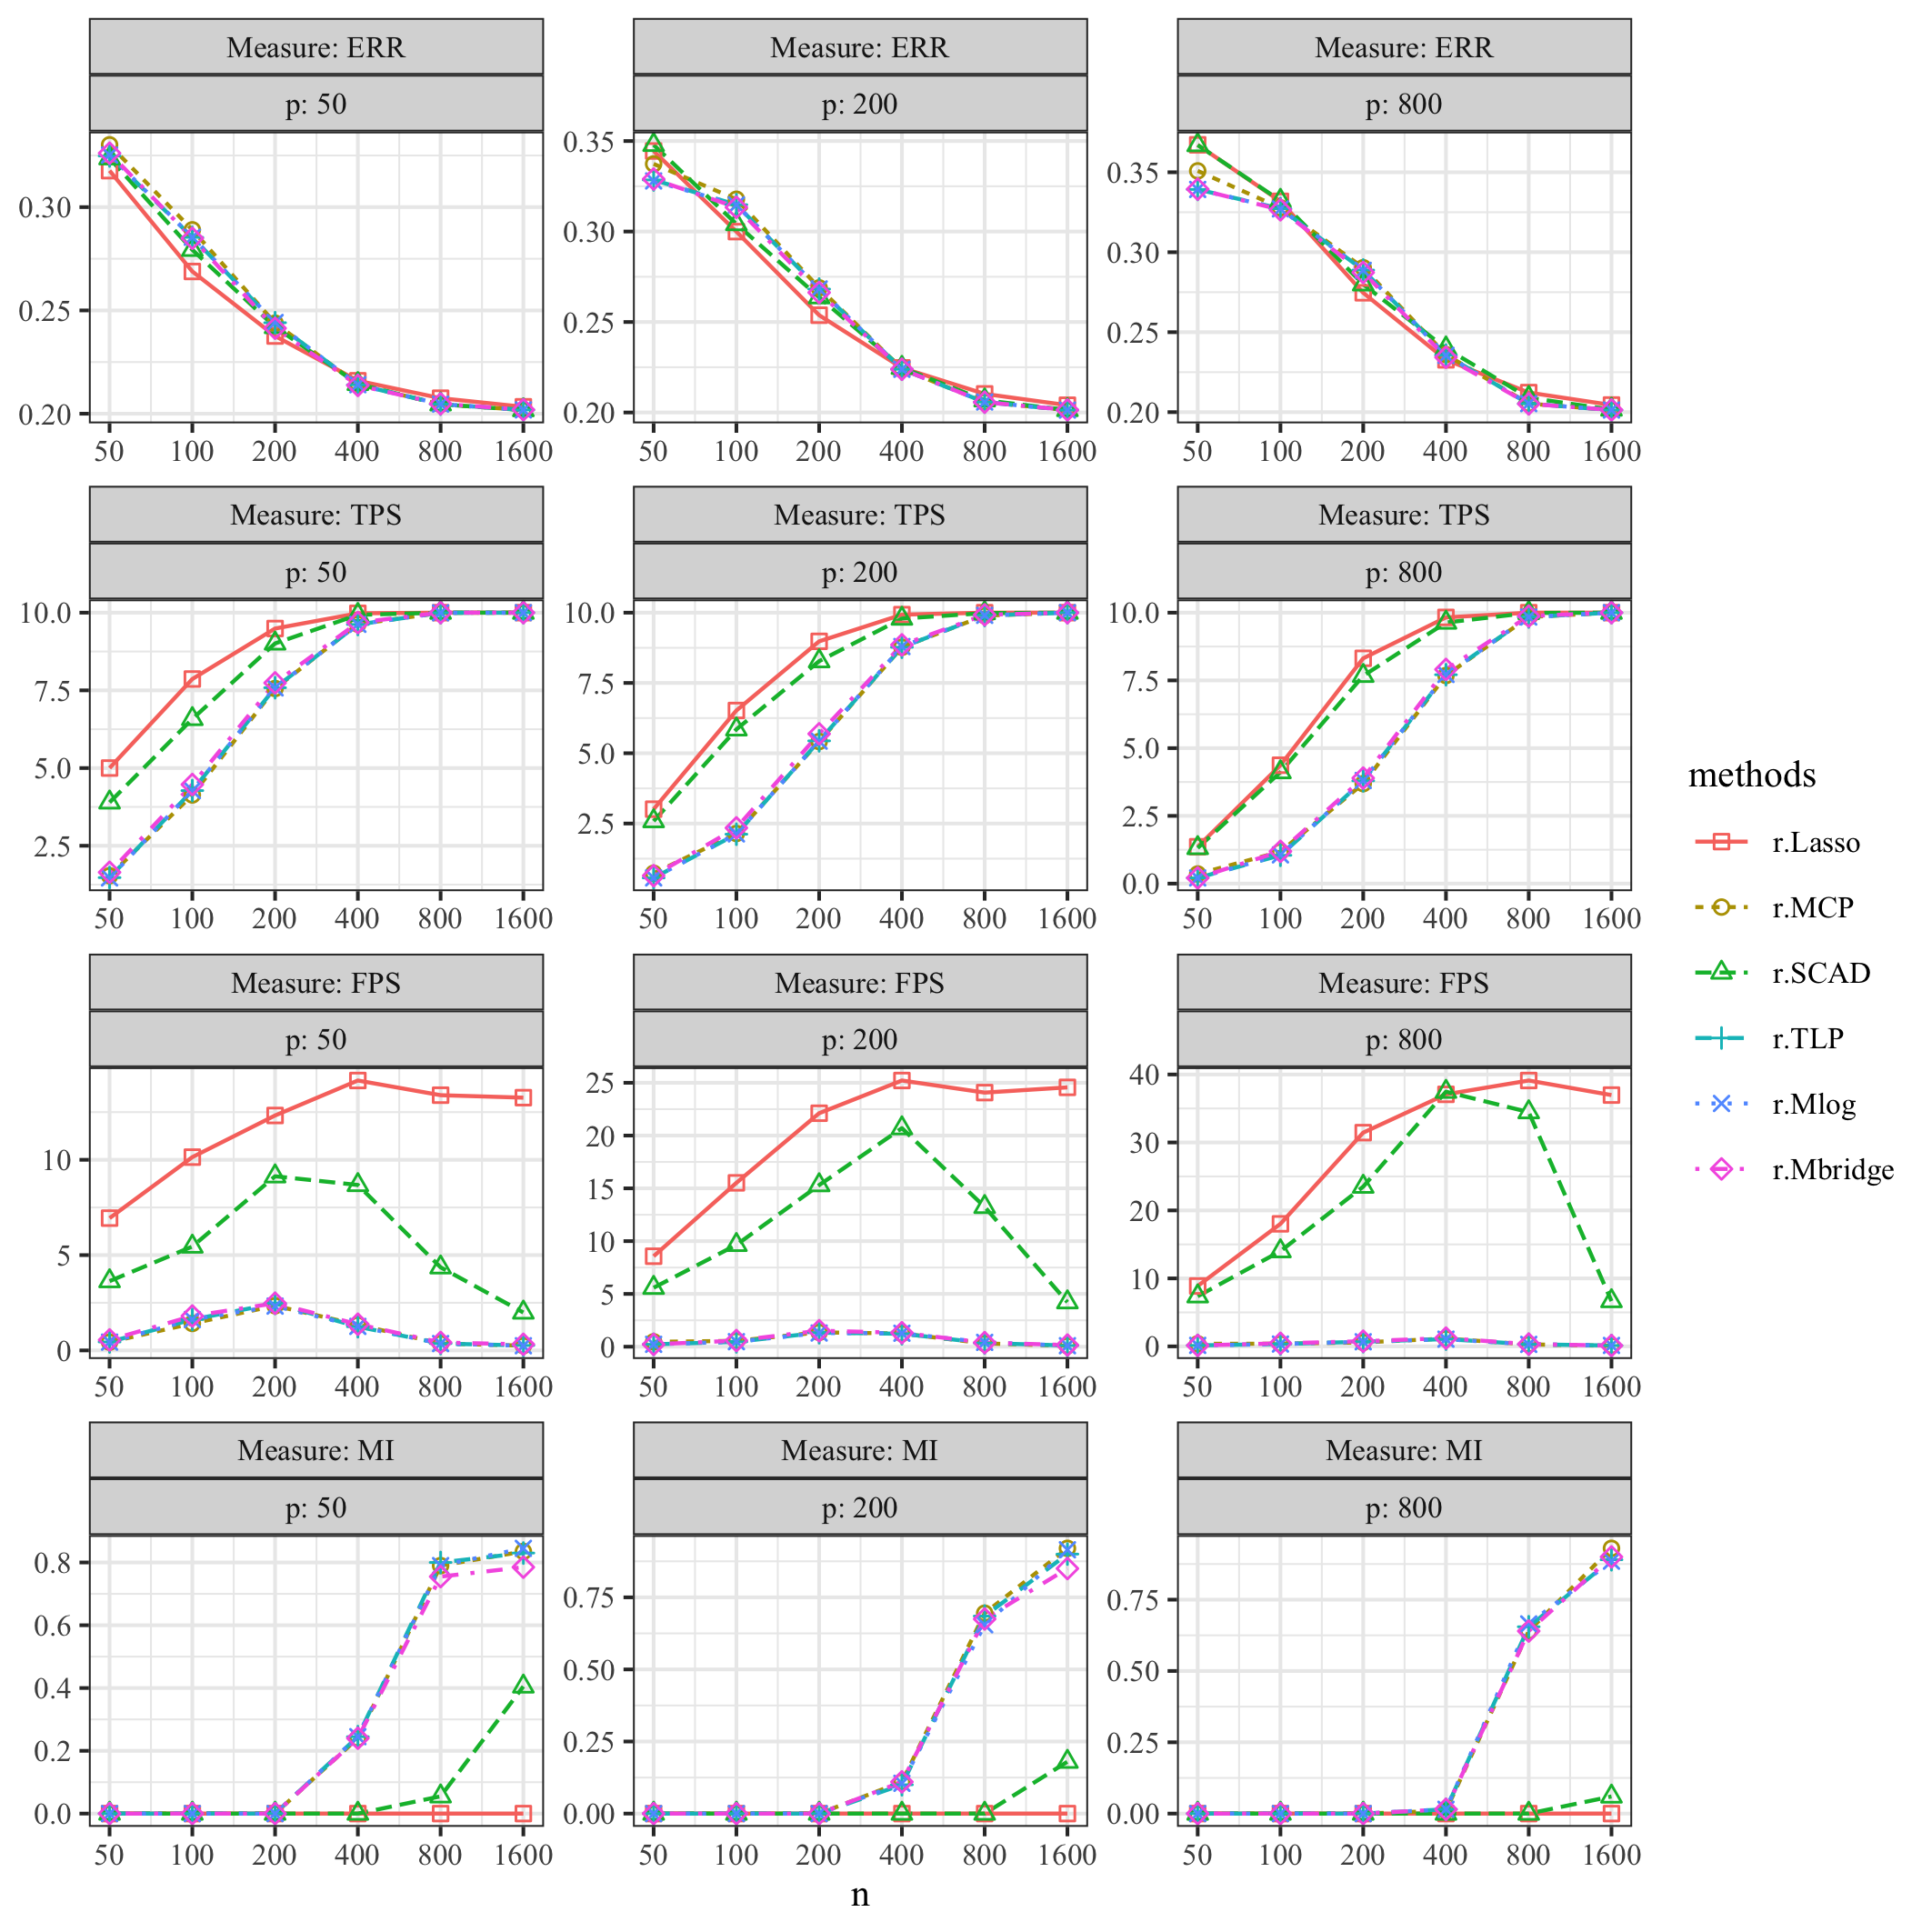 Measure: ERR
Measure: ERR
Measure: ERR
p: 50
p: 200
p: 800
0.30
0.25
0.20
50 100 200 400 800 1600
0.35
0.30
0.25
0.20
50 100 200 400 800 1600
0.35
0.30
0.25
0.20
50 100 200 400 800 1600
Measure: TPS
Measure: TPS
Measure: TPS
p: 50
p: 200
p: 800
10.0
7.5
5.0
2.5
50 100 200 400 800 1600
10.0
7.5
5.0
2.5
50 100 200 400 800 1600
10.0
7.5
5.0
2.5
0.0
50 100 200 400 800 1600
Measure: FPS
Measure: FPS
Measure: FPS
p: 50
p: 200
p: 800
10
5
0
50 100 200 400 800 1600
25
20
15
10
5
0
50 100 200 400 800 1600
40
30
20
10
0
50 100 200 400 800 1600
Measure: MI
Measure: MI
Measure: MI
p: 50
p: 200
p: 800
0.8
0.6
0.4
0.2
0.0
50 100 200 400 800 1600
0.75
0.50
0.25
0.00
50 100 200 400 800 1600
0.75
0.50
0.25
0.00
50 100 200 400 800 1600
n
methods
r.Lasso
r.MCP
r.SCAD
r.TLP
r.Mlog
r.Mbridge